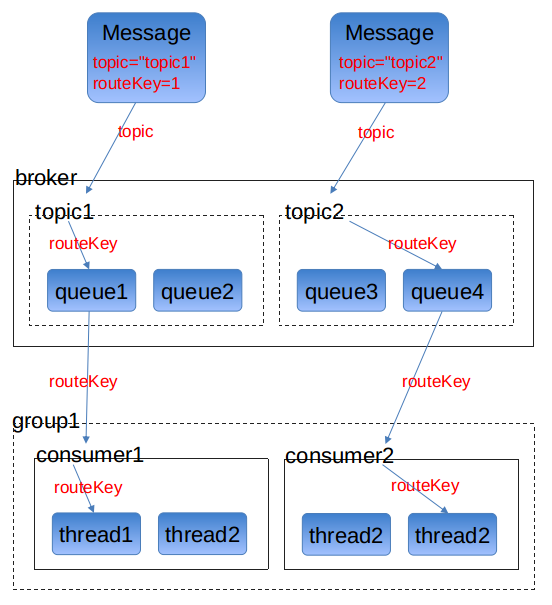 Message
topic="topic1"
routeKey=1
Message
topic="topic2"
routeKey=2
topic
topic
broker
topic1
topic2
routeKey
routeKey
queue1
queue2
queue3
queue4
routeKey
routeKey
group1
consumer1
consumer2
routeKey
routeKey
thread1
thread2
thread2
thread2